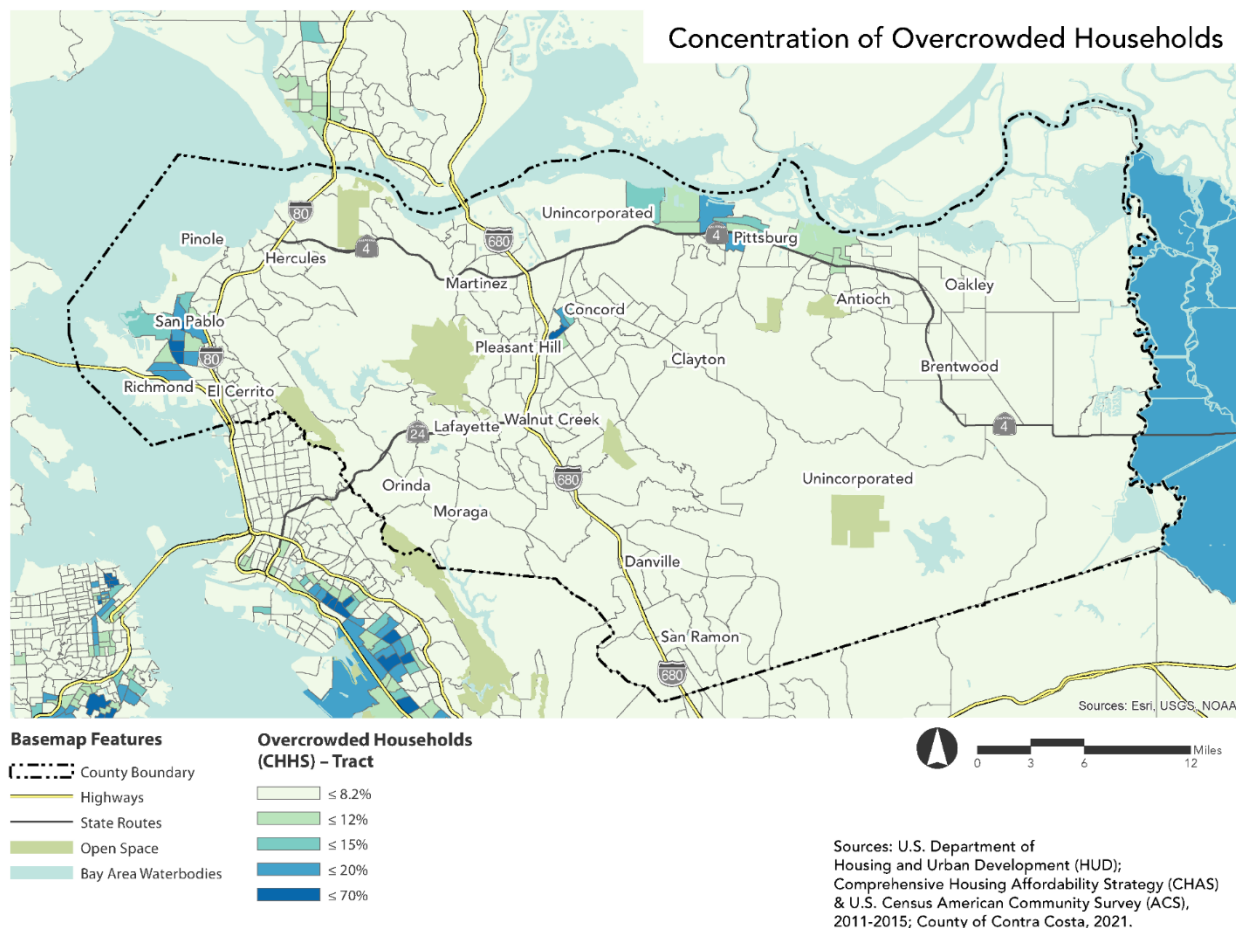 Concentration of Overcrowded Households
80
Unincorporated
Pinole
680
4
Pittsburg
4
Hercules
Martinez
Antioch
Oakley
San Pablo
Concord
80
Pleasant Hill
Clayton
Brentwood
Richmond
El Cerrito
24
Lafayette
Walnut Creek
4
680
Orinda
Unincorporated
Moraga
Danville
San Ramon
680
Sources: Esri, USGS, NOAA
Basemap Features
County Boundary
Highways
State Routes
Open Space
Bay Area Waterbodies
Overcrowded Households
(CHHS) – Tract
≤ 8.2%
≤ 12%
≤ 15%
≤ 20%
≤ 70%
Miles
0 3 6 12
Sources: U.S. Department of
Housing and Urban Development (HUD);
Comprehensive Housing Affordability Strategy (CHAS)
& U.S. Census American Community Survey (ACS),
2011-2015; County of Contra Costa, 2021.